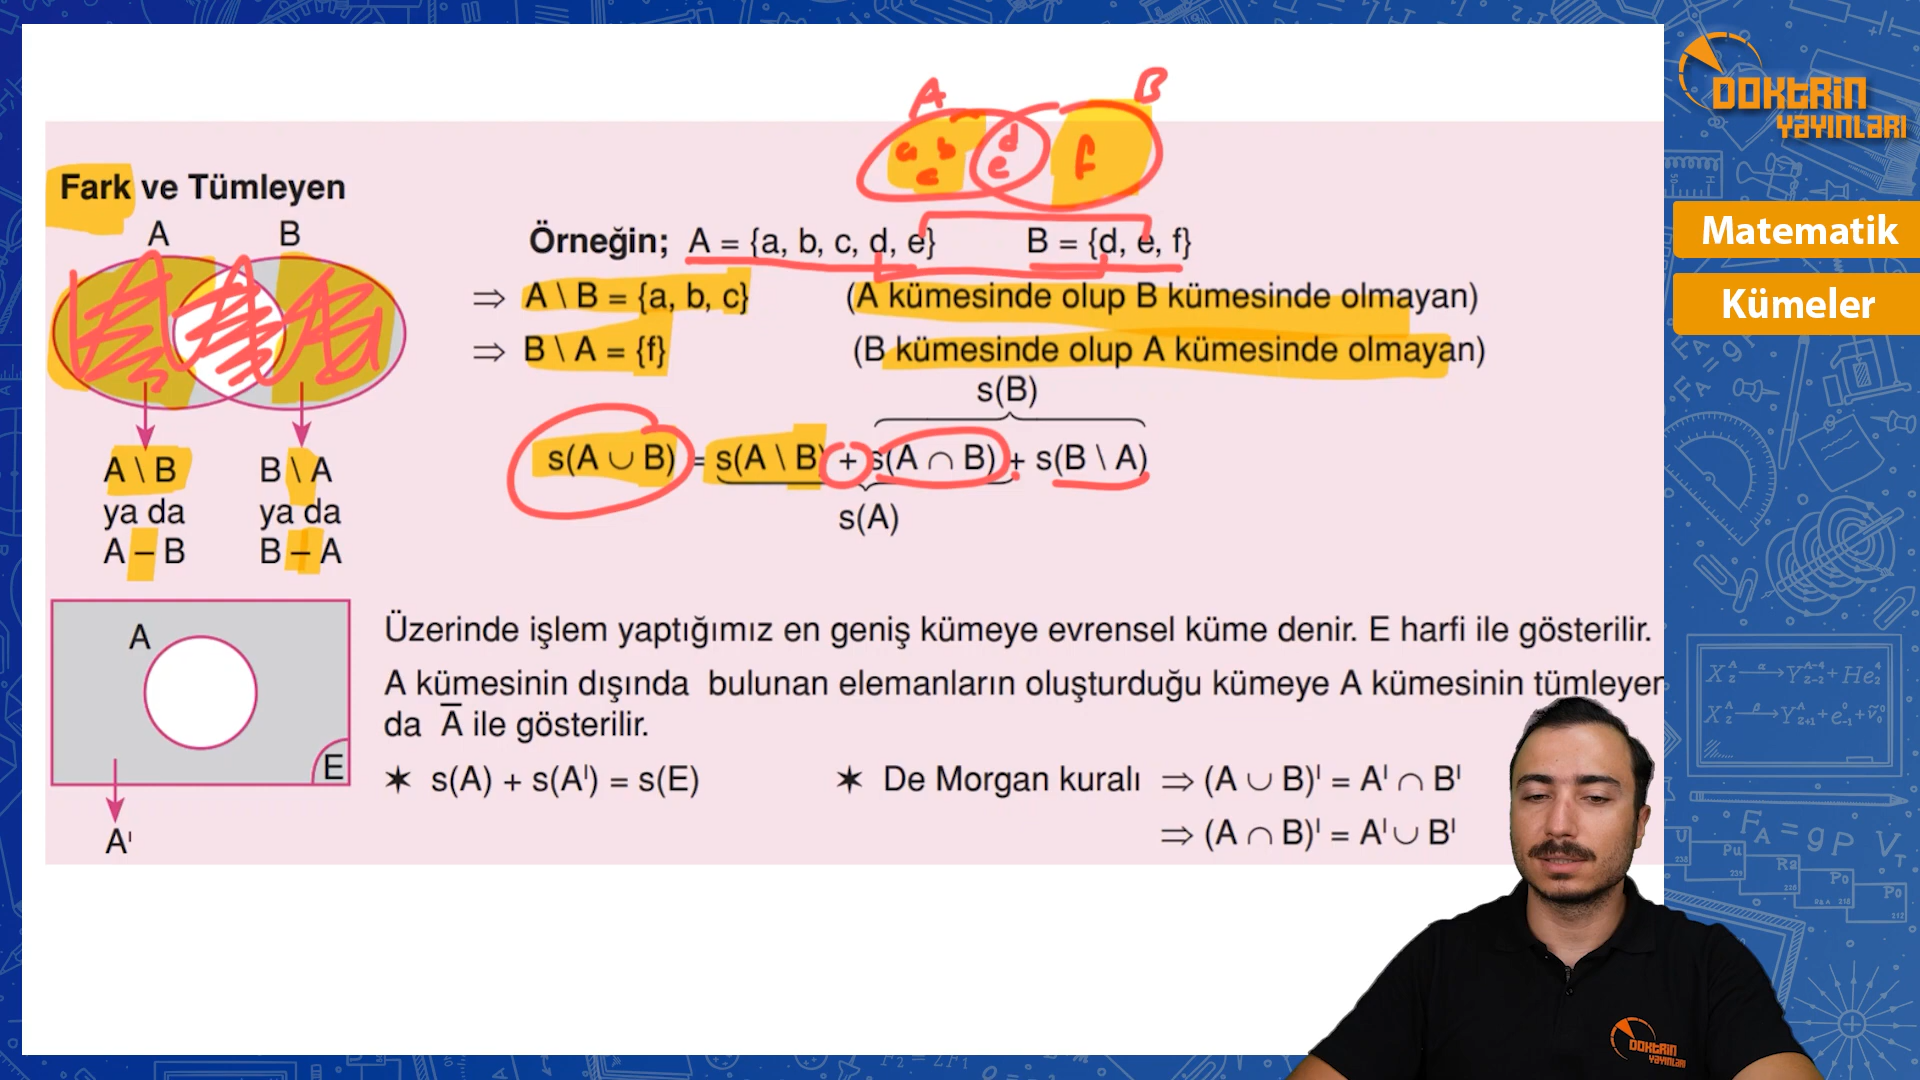 DOKTRİN
YAYINLARI
Matematik
Kümeler
A B
a b c d e f
Fark ve Tümleyen
A B
Örneğin; A = {a, b, c, d, e} B = {d, e, f}
⇒ A \ B = {a, b, c} (A kümesinde olup B kümesinde olmayan)
⇒ B \ A = {f} (B kümesinde olup A kümesinde olmayan)
s(B)
s(A ∪ B) = s(A \ B) + s(A ∩ B) + s(B \ A)
s(A)
A \ B B \ A
ya da ya da
A – B B – A
A
E
A'
Üzerinde işlem yaptığımız en geniş kümeye evrensel küme denir. E harfi ile gösterilir.
A kümesinin dışında bulunan elemanların oluşturduğu kümeye A kümesinin
da A̅ ile gösterilir.
✶ s(A) + s(A') = s(E) ✶ De Morgan kuralı ⇒ (A ∪ B)' = A' ∩ B'
⇒ (A ∩ B)' = A' ∪ B'
DOKTRİN
YAYINLARI